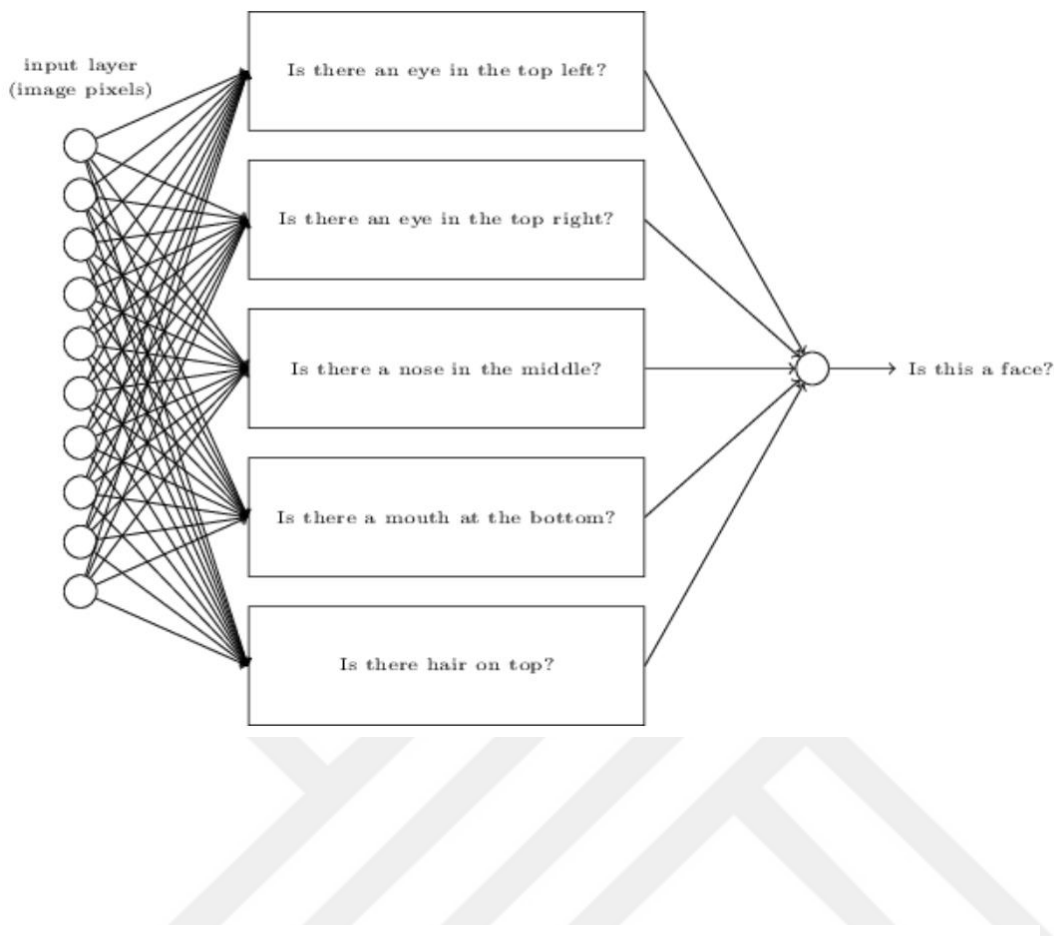 input layer
(image pixels)
Is there an eye in the top left?
Is there an eye in the top right?
Is there a nose in the middle?
Is this a face?
Is there a mouth at the bottom?
Is there hair on top?